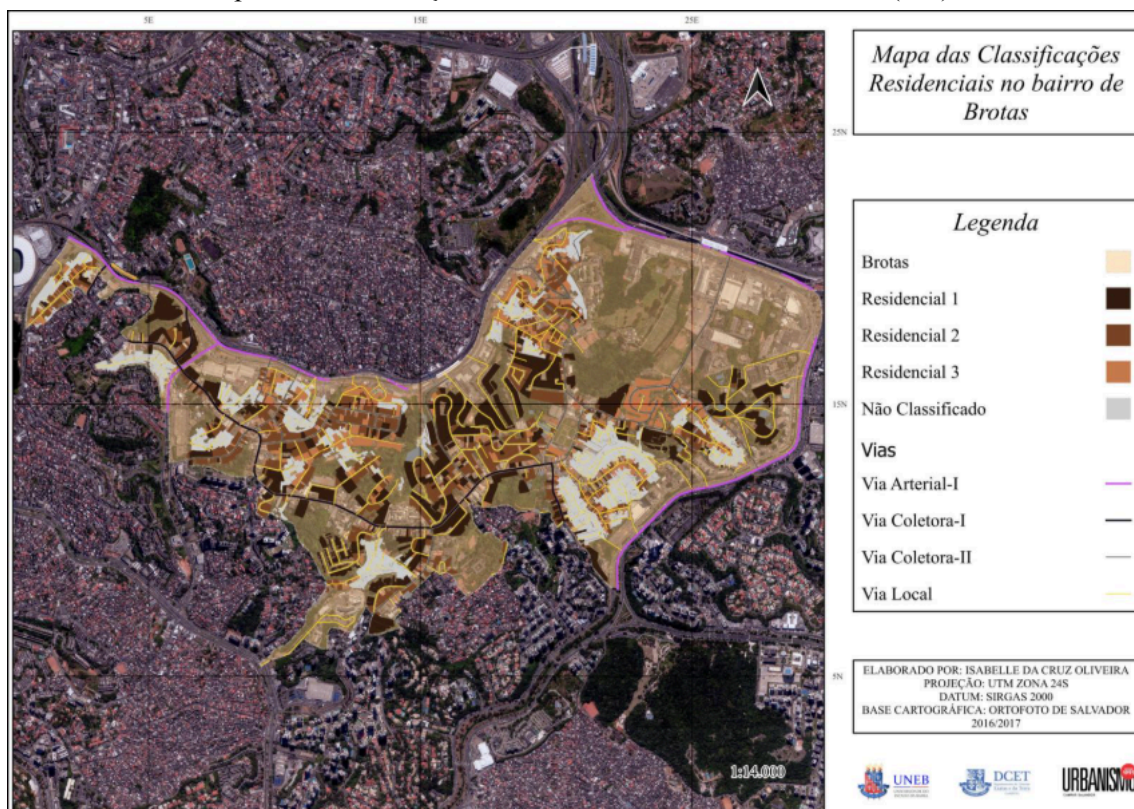 5E
15E
25E
Mapa das Classificações
Residenciais no bairro de
Brotas
25N
15N
5N
Legenda
Brotas
Residencial 1
Residencial 2
Residencial 3
Não Classificado
Vias
Via Arterial-I
Via Coletora-I
Via Coletora-II
Via Local
1:14.000
ELABORADO POR: ISABELLE DA CRUZ OLIVEIRA
PROJEÇÃO: UTM ZONA 24S
DATUM: SIRGAS 2000
BASE CARTOGRÁFICA: ORTOFOTO DE SALVADOR
2016/2017
UNEB
DCET
URBANISMO